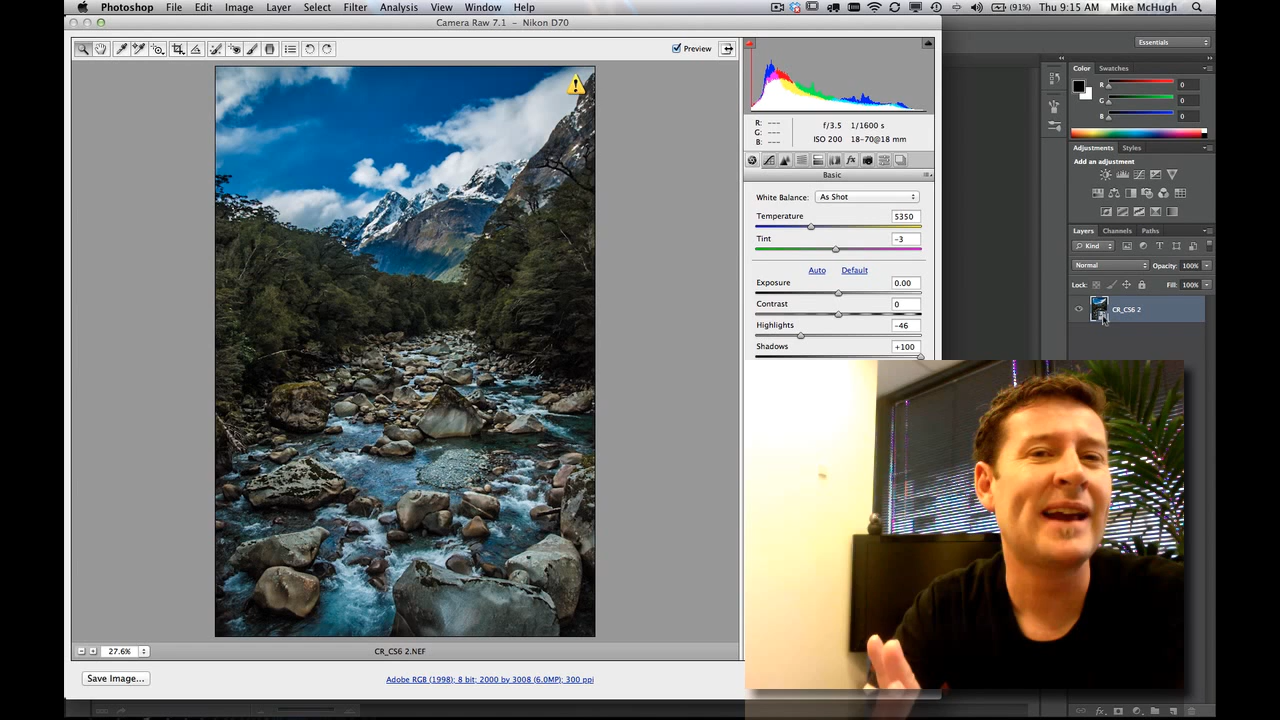 Photoshop File Edit Image Layer Select Filter Analysis View Window Help (91%) Thu 9:15 AM Mike McHugh
Camera Raw 7.1 – Nikon D70
Essentials
Preview
Color Swatches
R 0
G 0
B 0
R: ---
G: ---
B: ---
f/3.5 1/1600 s
ISO 200 18-70@18 mm
Adjustments Styles
Add an adjustment
Basic
White Balance: As Shot
Temperature 5350
Tint -3
Auto Default
Exposure 0.00
Contrast 0
Highlights -46
Shadows +100
Layers Channels Paths
Kind
Normal Opacity: 100%
Lock: Fill: 100%
CR_CS6 2
27.6% CR_CS6 2.NEF
Save Image... Adobe RGB (1998); 8 bit; 2000 by 3008 (6.0MP); 300 ppi